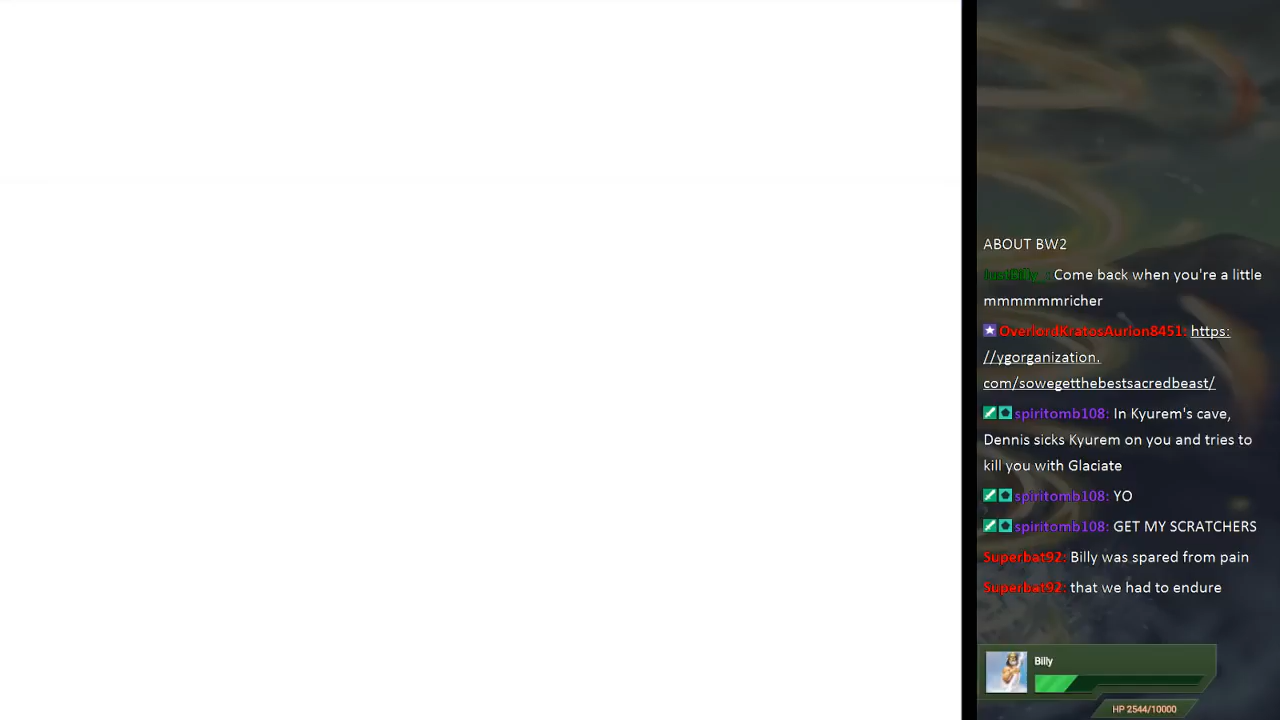 ABOUT BW2
JustBilly_: Come back when you're a little
mmmmmmricher
OverlordKratosAurion8451: https:
//ygorganization.
com/sowegetthebestsacredbeast/
spiritomb108: In Kyurem's cave,
Dennis sicks Kyurem on you and tries to
kill you with Glaciate
spiritomb108: YO
spiritomb108: GET MY SCRATCHERS
Superbat92: Billy was spared from pain
Superbat92: that we had to endure
Billy
HP 2544/10000